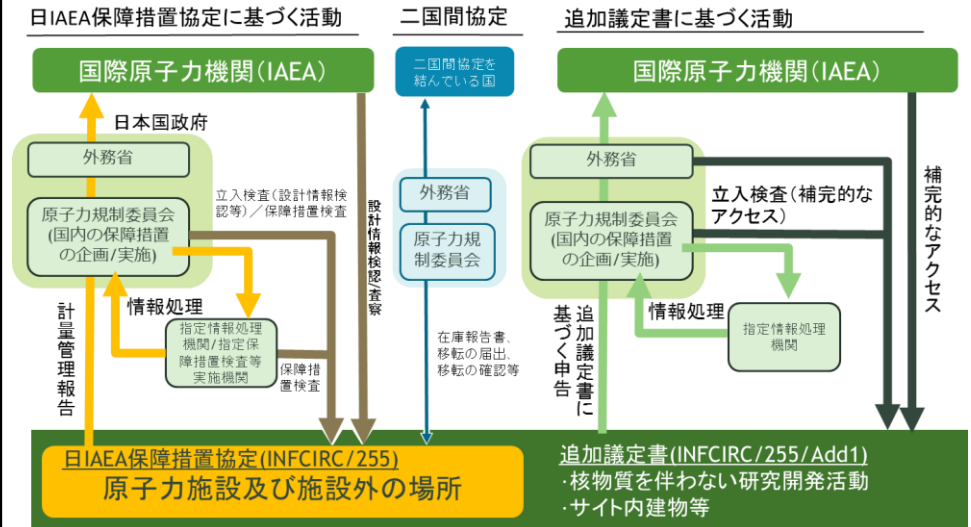 日IAEA保障措置協定に基づく活動
国際原子力機関(IAEA)
日本国政府
外務省
原子力規制委員会
(国内の保障措置
の企画/実施)
立入検査(設計情報検
認等)/保障措置検査
設計情報検認/査察
情報処理
指定情報処理
機関/指定保
障措置検査等
実施機関
保障措
置検査
計量管理報告
日IAEA保障措置協定(INFCIRC/255)
原子力施設及び施設外の場所
二国間協定
二国間協定を
結んでいる国
外務省
原子力規
制委員会
在庫報告書、
移転の届出、
移転の確認等
追加議定書に基づく活動
国際原子力機関(IAEA)
外務省
原子力規制委員会
(国内の保障措置
の企画/実施)
立入検査(補完的な
アクセス)
補完的なアクセス
情報処理
指定情報処理
機関
追加議定書に
基づく申告
追加議定書(INFCIRC/255/Add1)
・核物質を伴わない研究開発活動
・サイト内建物等